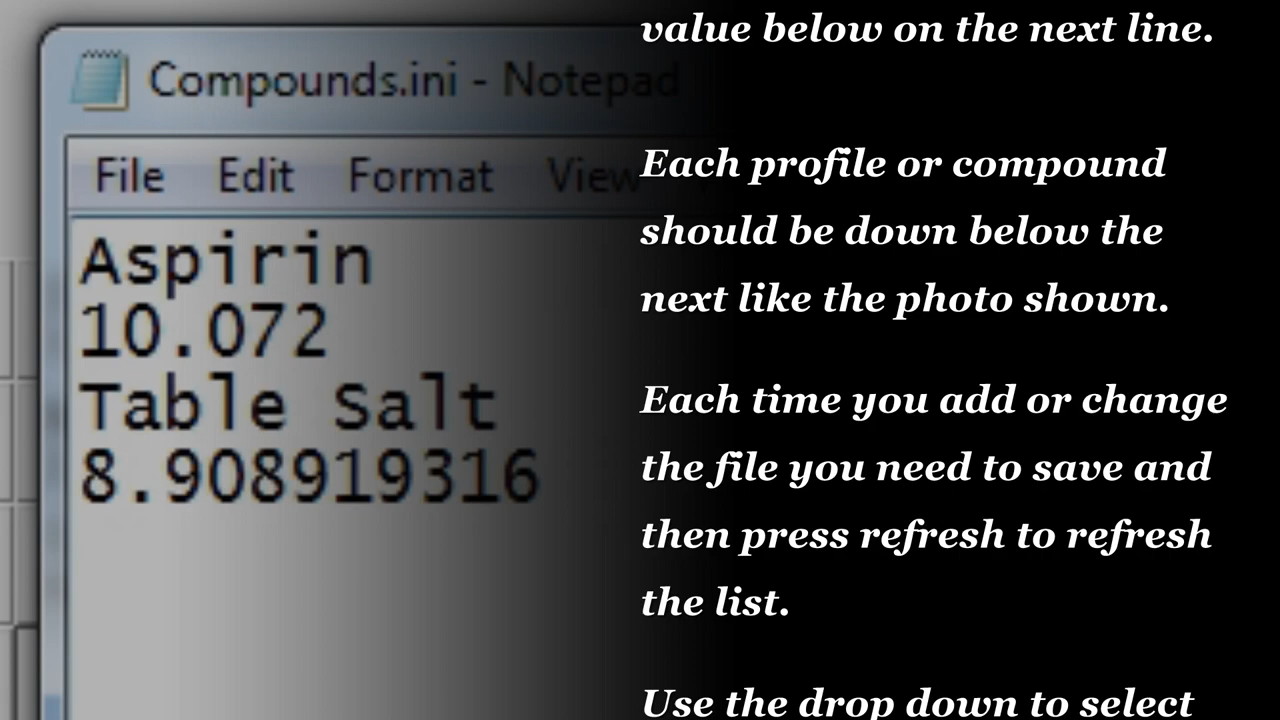 Compounds.ini - Notepad
File Edit Format View
Aspirin
10.072
Table Salt
8.908919316
value below on the next line.
Each profile or compound
should be down below the
next like the photo shown.
Each time you add or change
the file you need to save and
then press refresh to refresh
the list.
Use the drop down to select